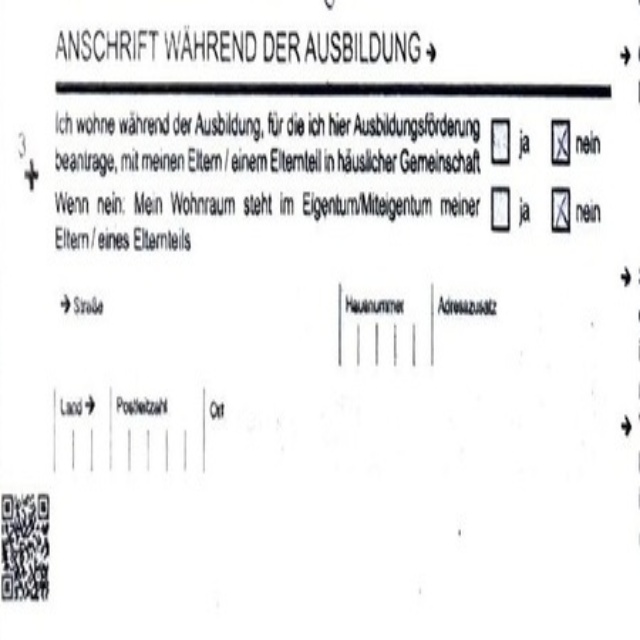 ANSCHRIFT WÄHREND DER AUSBILDUNG →
Ich wohne während der Ausbildung, für die ich hier Ausbildungsförderung
beantrage, mit meinen Eltern / einem Elternteil in häuslicher Gemeinschaft
ja
nein
Wenn nein: Mein Wohnraum steht im Eigentum/Miteigentum meiner
Eltern / eines Elternteils
ja
nein
3
→ Straße
Hausnummer
Adresszusatz
Land →
Postleitzahl
Ort